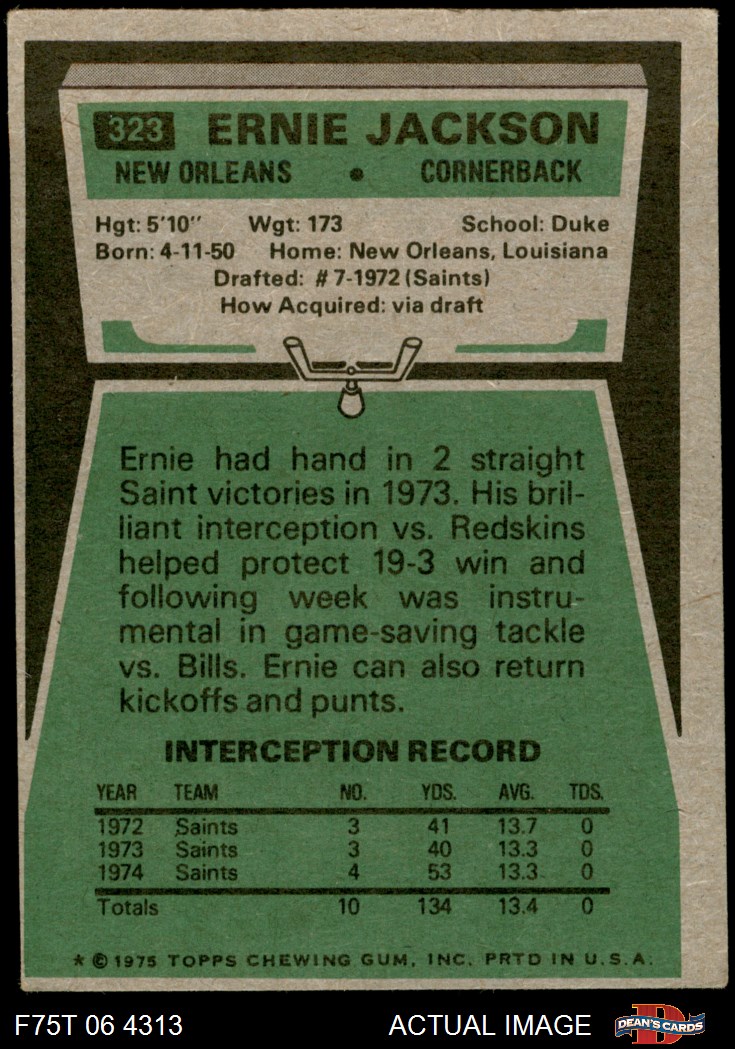 323 ERNIE JACKSON
NEW ORLEANS • CORNERBACK
Hgt: 5'10" Wgt: 173 School: Duke
Born: 4-11-50 Home: New Orleans, Louisiana
Drafted: #7-1972 (Saints)
How Acquired: via draft
Ernie had hand in 2 straight
Saint victories in 1973. His bril-
liant interception vs. Redskins
helped protect 19-3 win and
following week was instru-
mental in game-saving tackle
vs. Bills. Ernie can also return
kickoffs and punts.
INTERCEPTION RECORD
YEAR TEAM NO. YDS. AVG. TDS.
1972 Saints 3 41 13.7 0
1973 Saints 3 40 13.3 0
1974 Saints 4 53 13.3 0
Totals 10 134 13.4 0
* © 1975 TOPPS CHEWING GUM, INC. PRTD IN U.S.A.
F75T 06 4313 ACTUAL IMAGE D DEAN'S CARDS